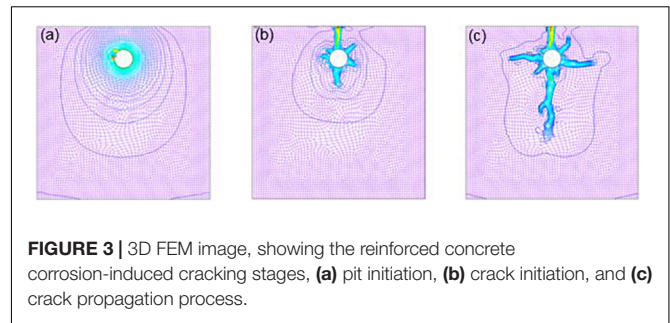 (a) (b) (c)
FIGURE 3 | 3D FEM image, showing the reinforced concrete
corrosion-induced cracking stages, (a) pit initiation, (b) crack initiation, and (c)
crack propagation process.